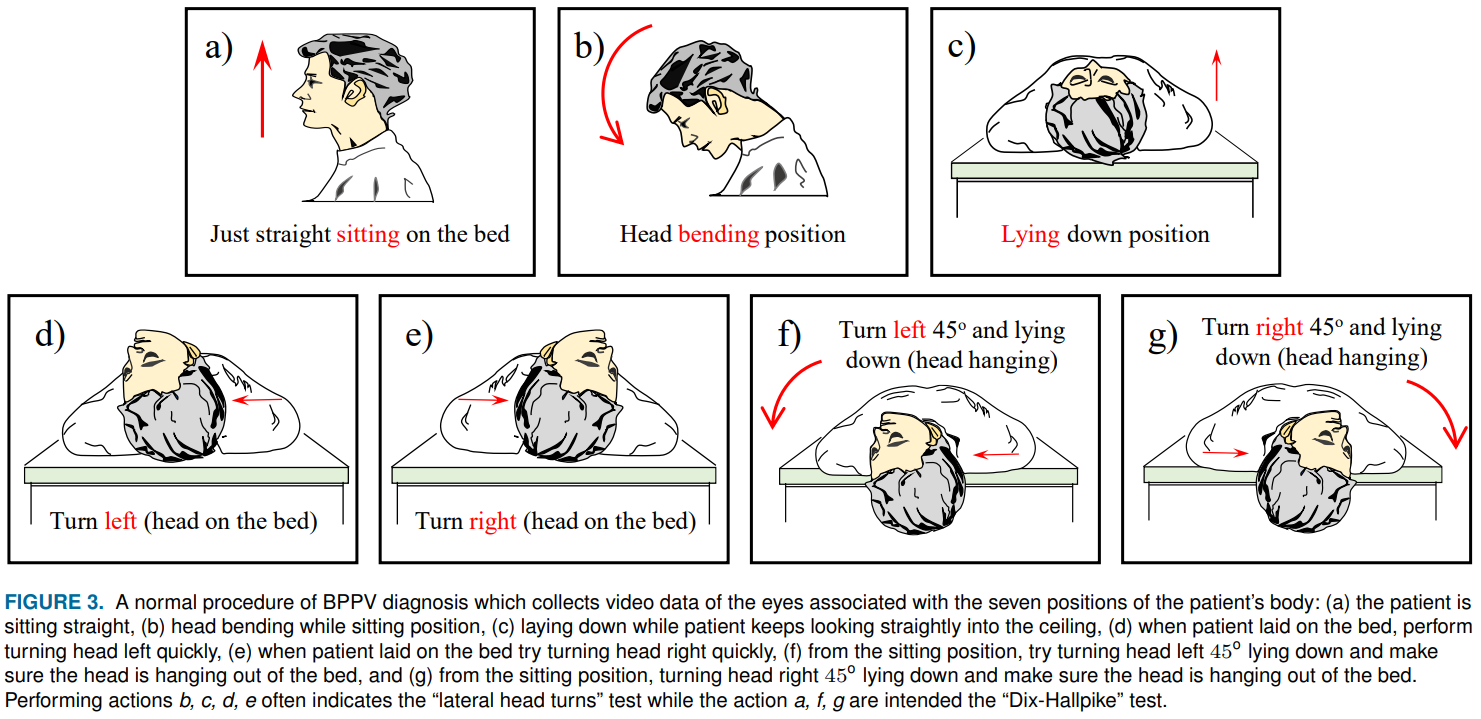 a)
Just straight sitting on the bed
b)
Head bending position
c)
Lying down position
d)
Turn left (head on the bed)
e)
Turn right (head on the bed)
f)
Turn left 45° and lying
down (head hanging)
g)
Turn right 45° and lying
down (head hanging)
FIGURE 3. A normal procedure of BPPV diagnosis which collects video data of the eyes associated with the seven positions of the patient's body: (a) the patient is
sitting straight, (b) head bending while sitting position, (c) laying down while patient keeps looking straightly into the ceiling, (d) when patient laid on the bed, perform
turning head left quickly, (e) when patient laid on the bed try turning head right quickly, (f) from the sitting position, try turning head left 45° lying down and make
sure the head is hanging out of the bed, and (g) from the sitting position, turning head right 45° lying down and make sure the head is hanging out of the bed.
Performing actions b, c, d, e often indicates the "lateral head turns" test while the action a, f, g are intended the "Dix-Hallpike" test.